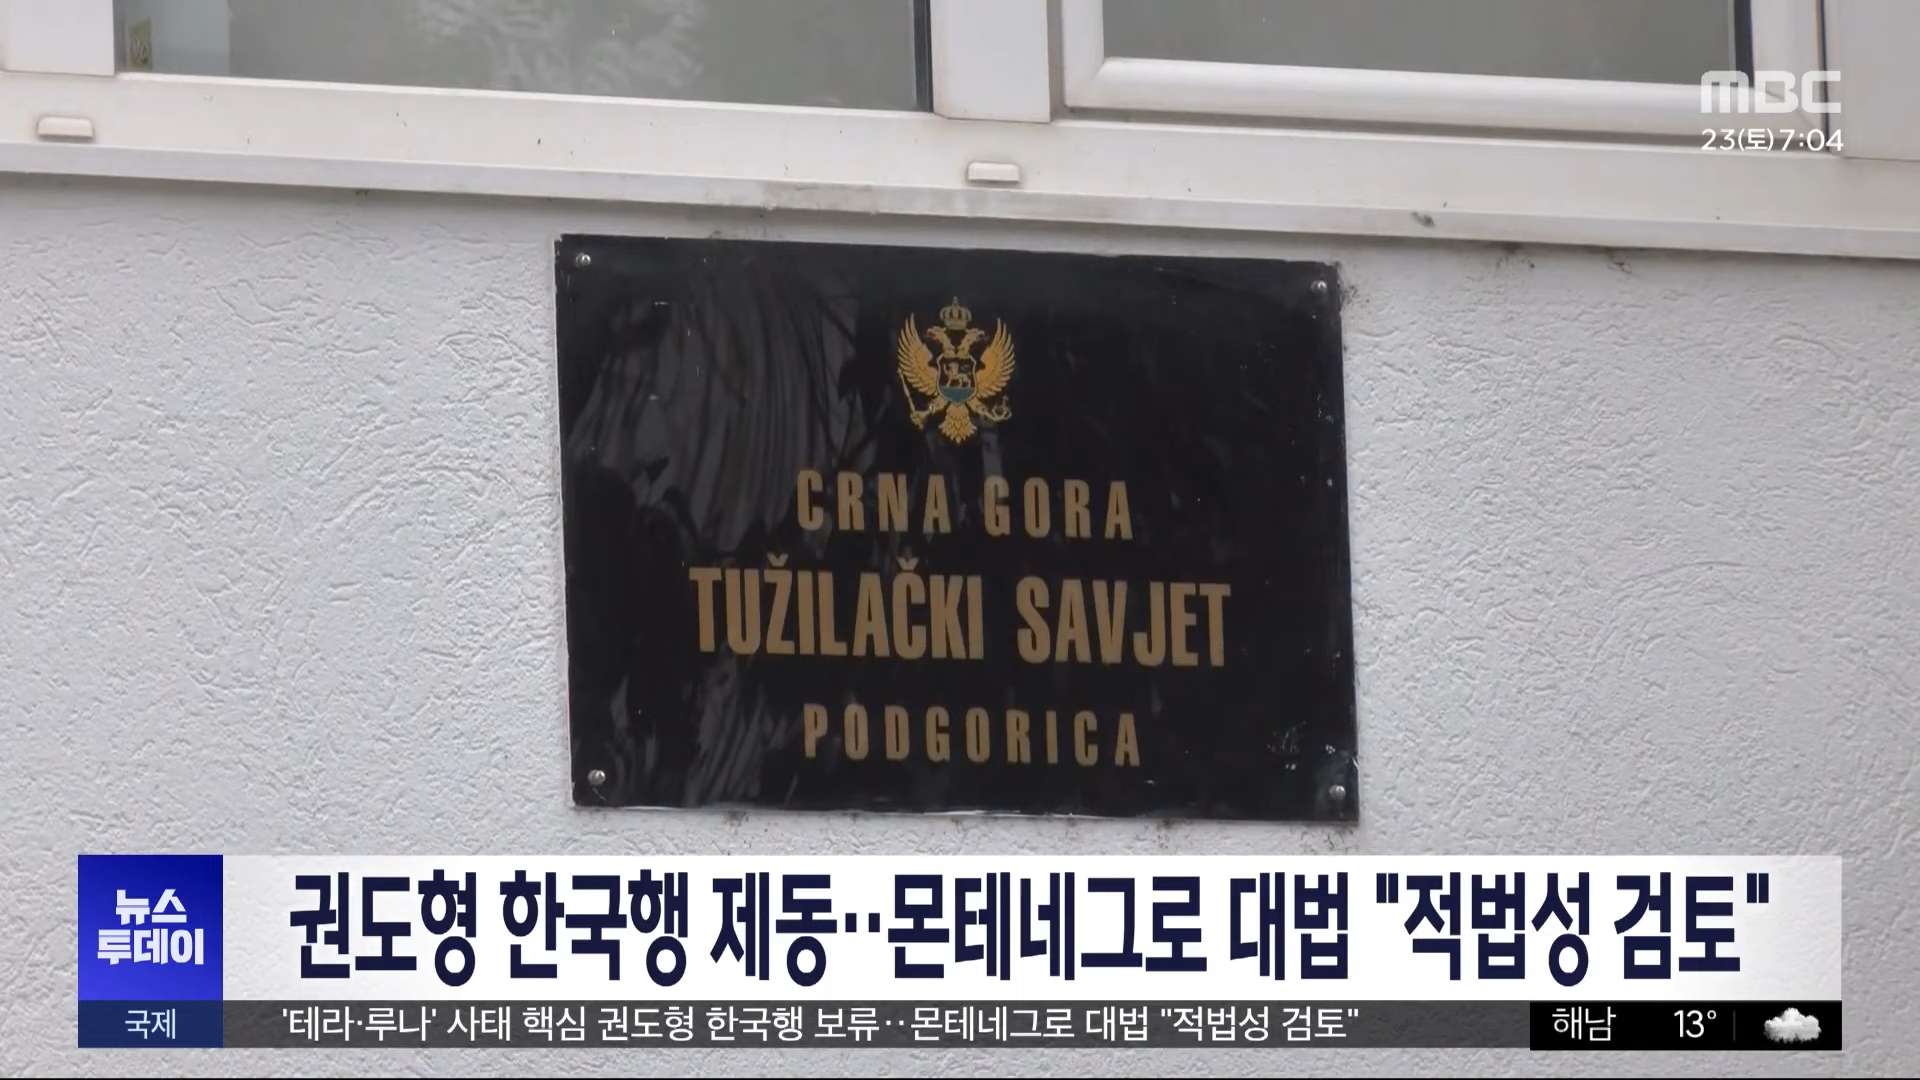 MBC
23(토) 7:04
CRNA GORA
TUŽILAČKI SAVJET
PODGORICA
뉴스
투데이
권도형 한국행 제동··몬테네그로 대법 "적법성 검토"
국제
'테라·루나' 사태 핵심 권도형 한국행 보류··몬테네그로 대법 "적법성 검토"
해남 13°